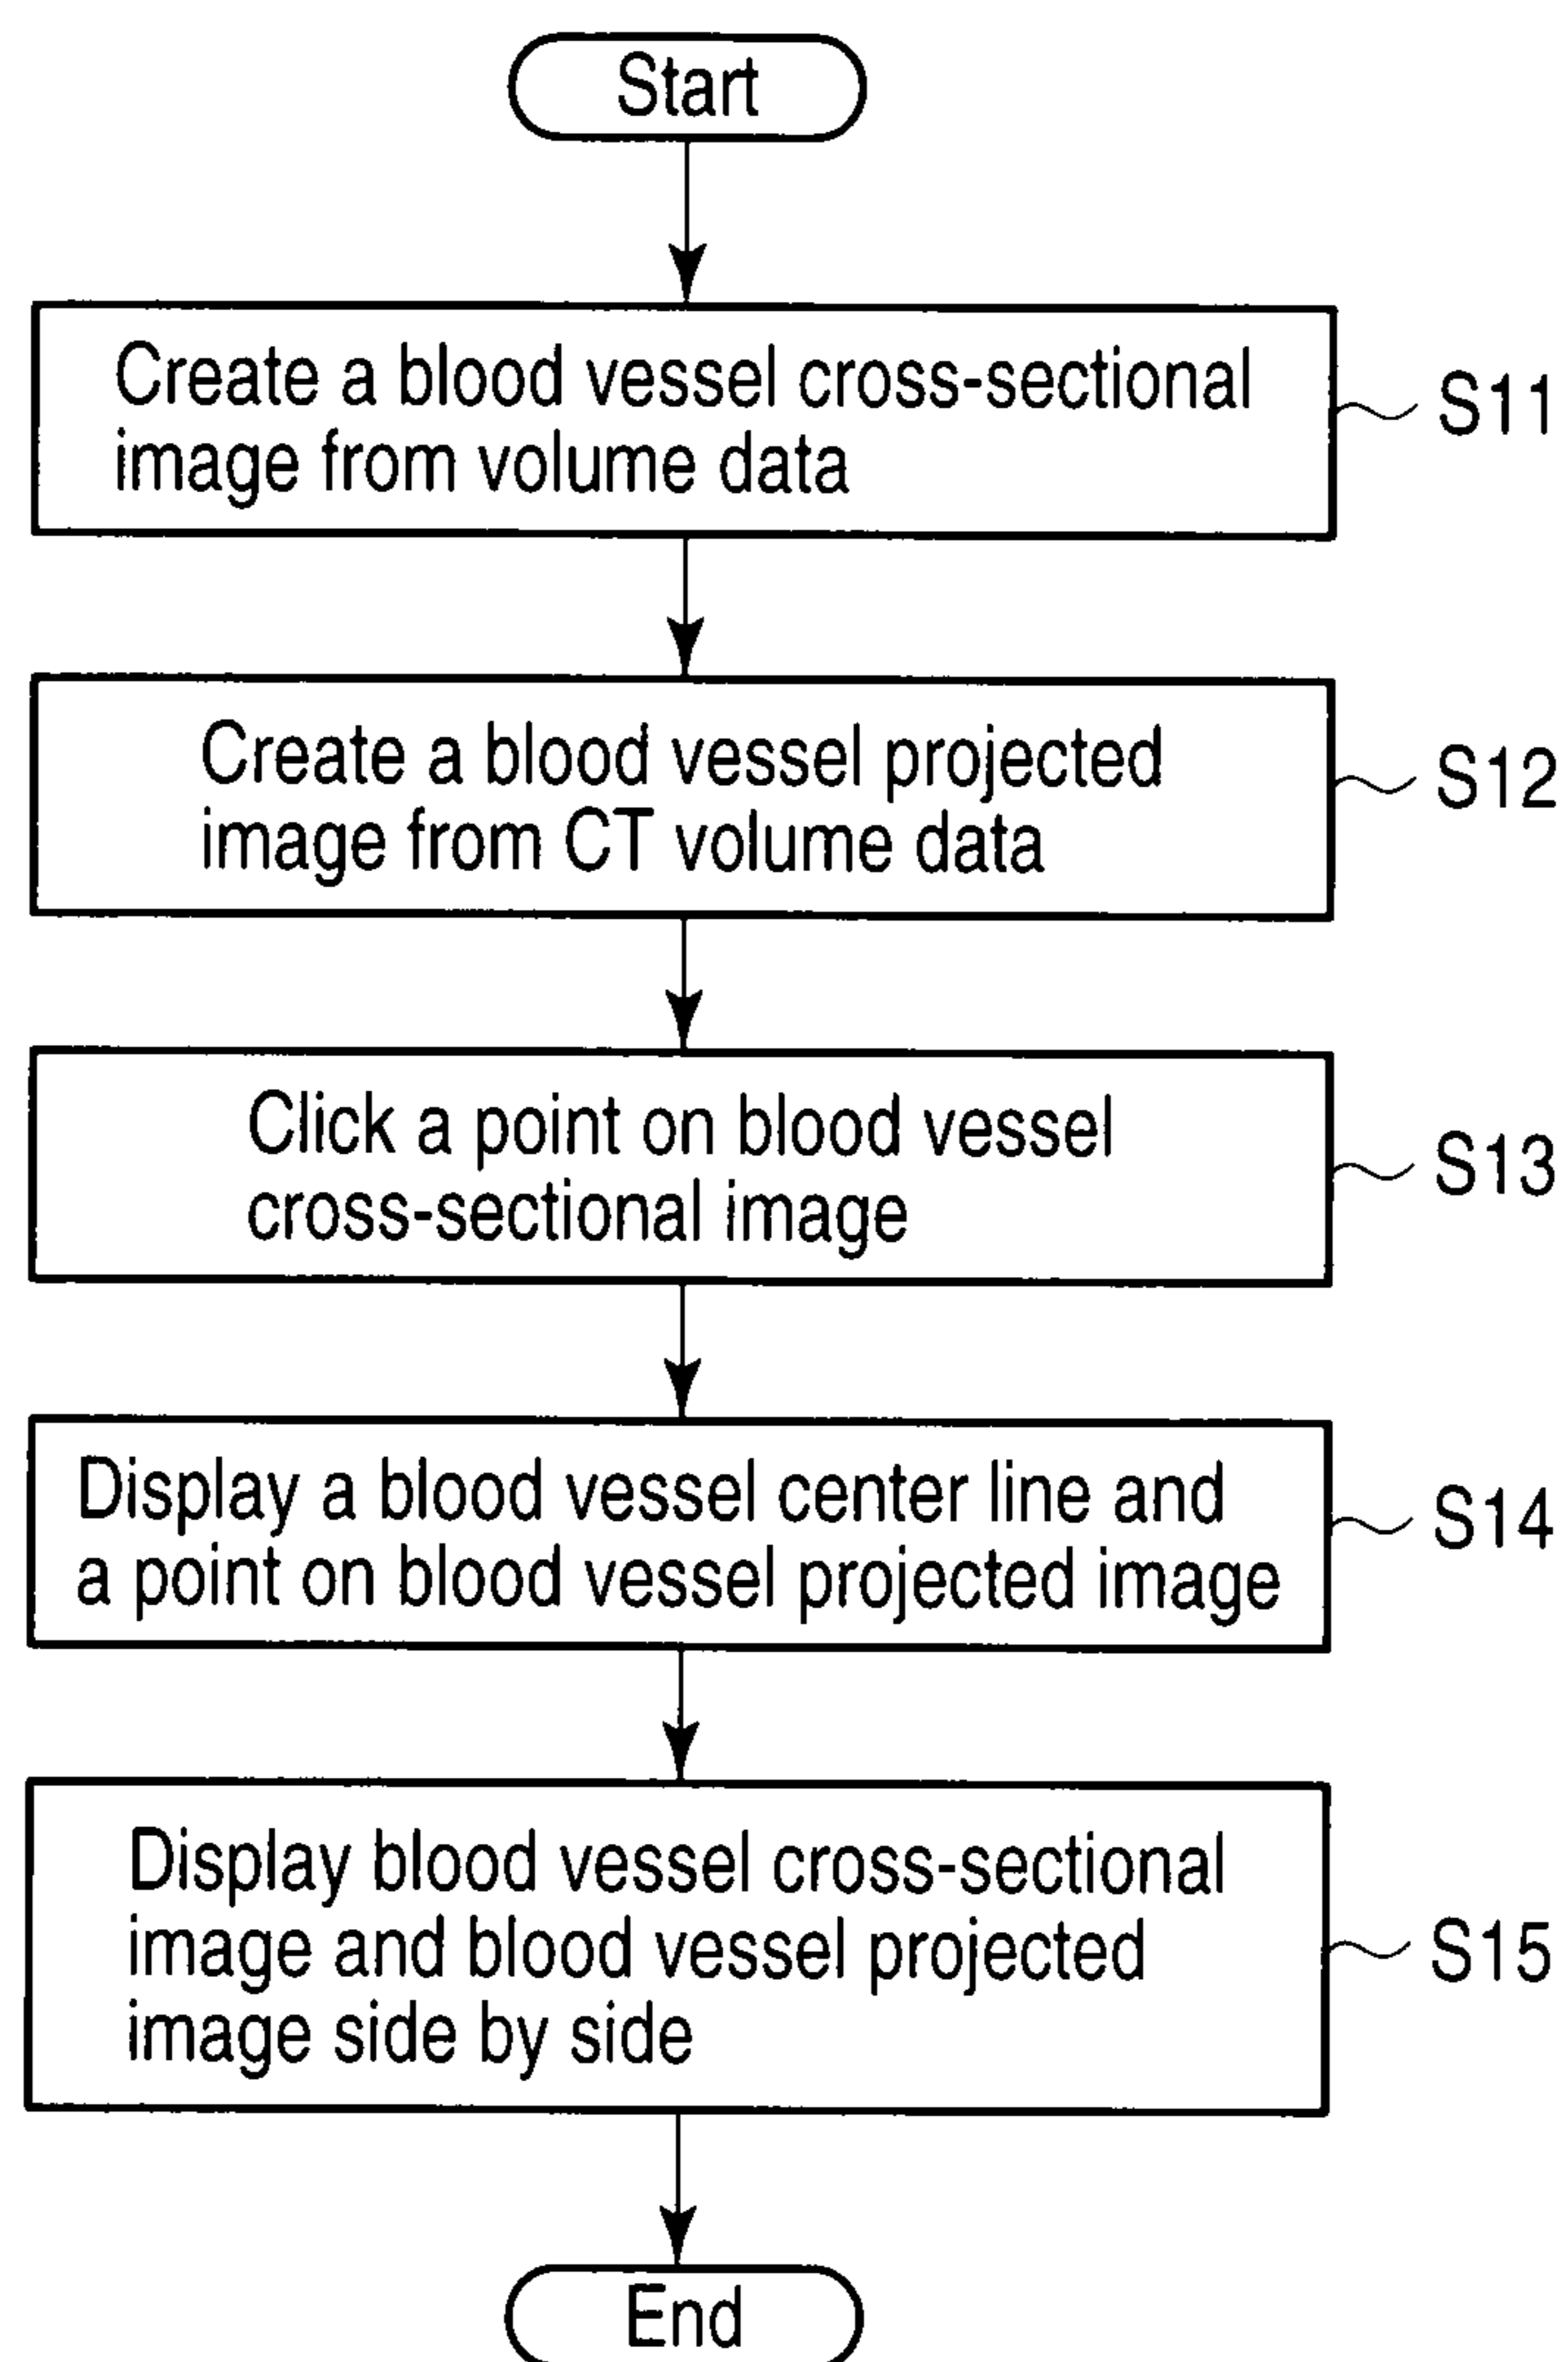 Start
Create a blood vessel cross-sectional
image from volume data
S11
Create a blood vessel projected
image from CT volume data
S12
Click a point on blood vessel
cross-sectional image
S13
Display a blood vessel center line and
a point on blood vessel projected image
S14
Display blood vessel cross-sectional
image and blood vessel projected
image side by side
S15
End